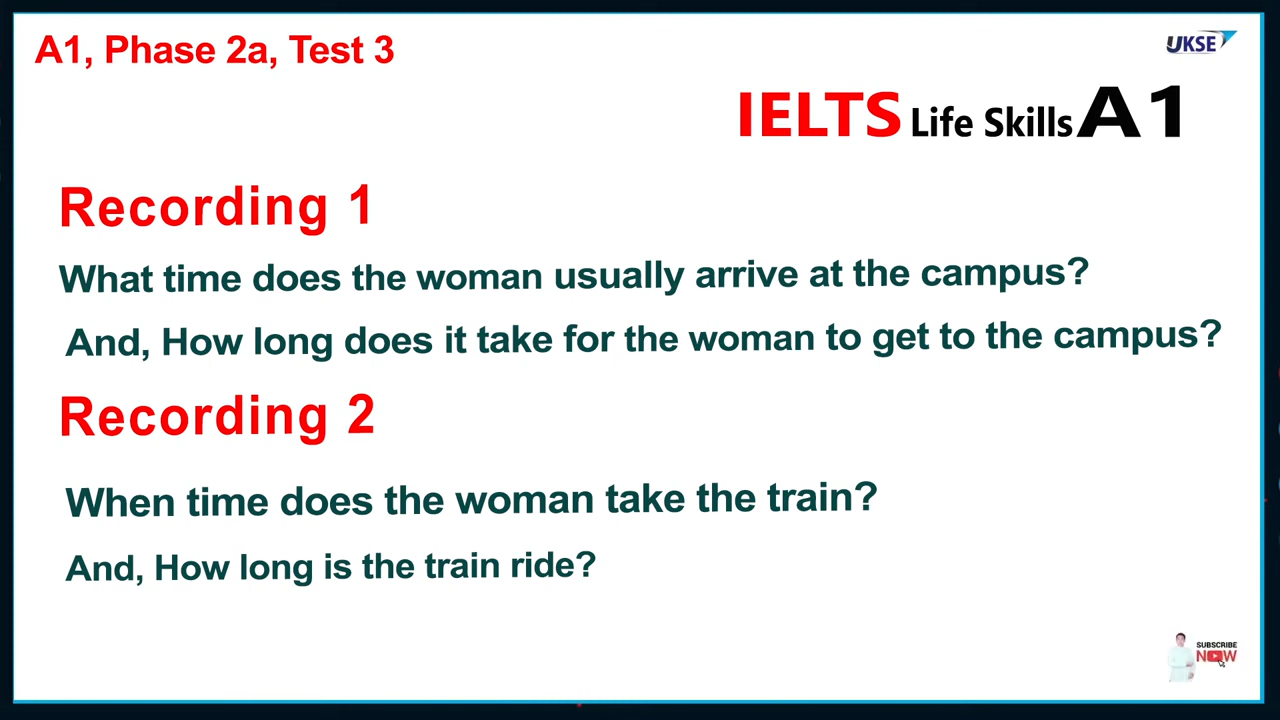 A1, Phase 2a, Test 3
UKSE
IELTS Life Skills A1
Recording 1
What time does the woman usually arrive at the campus?
And, How long does it take for the woman to get to the campus?
Recording 2
When time does the woman take the train?
And, How long is the train ride?
SUBSCRIBE
NOW